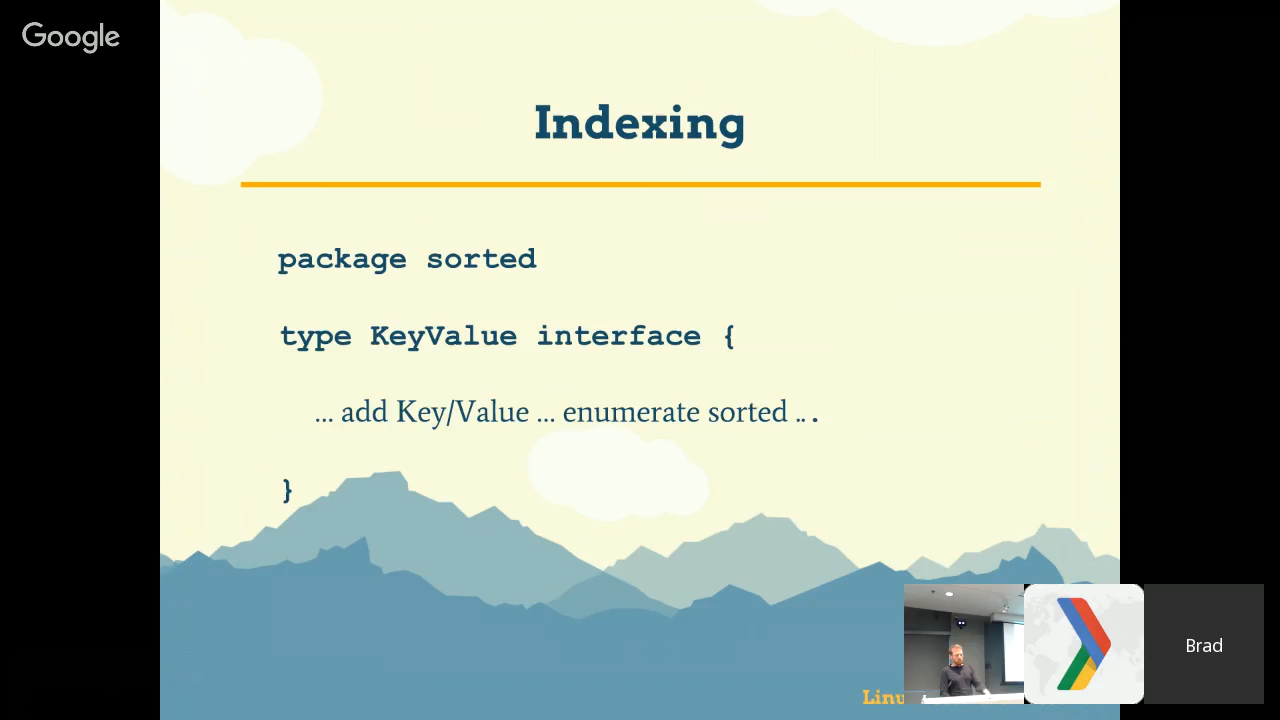 Google
Indexing
package sorted
type KeyValue interface {
... add Key/Value ... enumerate sorted ...
}
Brad